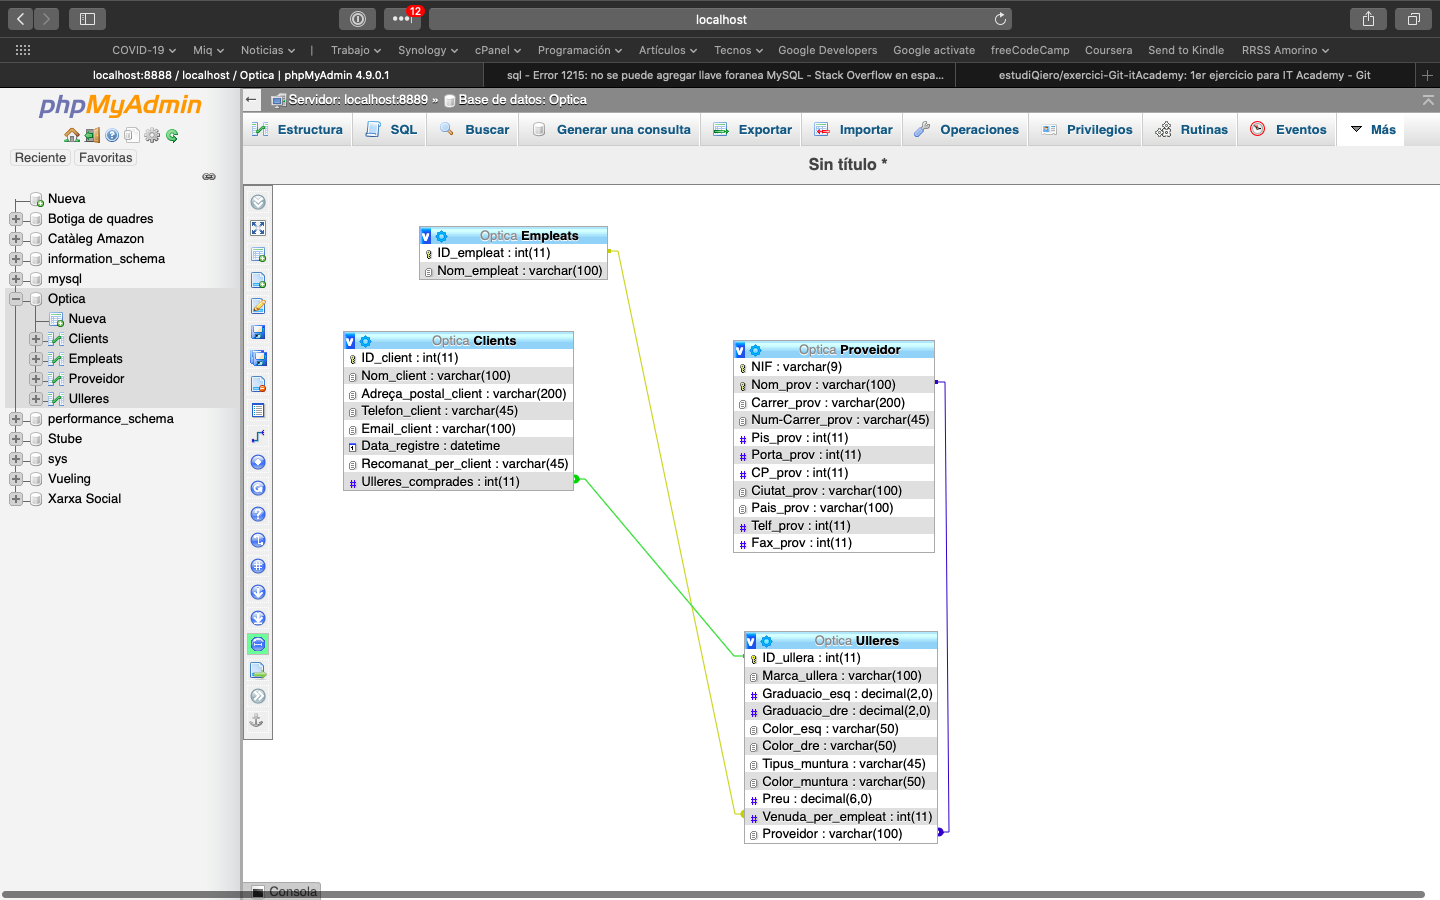 12
localhost
COVID-19
Miq
Noticias
|
Trabajo
Synology
cPanel
Programación
Artículos
Tecnos
Google Developers
Google activate
freeCodeCamp
Coursera
Send to Kindle
RRSS Amorino
localhost:8888 / localhost / Optica | phpMyAdmin 4.9.0.1
sql - Error 1215: no se puede agregar llave foranea MySQL - Stack Overflow en espa...
estudiQiero/exercici-Git-itAcademy: 1er ejercicio para IT Academy - Git
phpMyAdmin
Reciente
Favoritas
Nueva
Botiga de quadres
Catàleg Amazon
information_schema
mysql
Optica
Nueva
Clients
Empleats
Proveidor
Ulleres
performance_schema
Stube
sys
Vueling
Xarxa Social
Servidor: localhost:8889 » Base de datos: Optica
Estructura
SQL
Buscar
Generar una consulta
Exportar
Importar
Operaciones
Privilegios
Rutinas
Eventos
Más
Sin título *
Optica Empleats
ID_empleat : int(11)
Nom_empleat : varchar(100)
Optica Clients
ID_client : int(11)
Nom_client : varchar(100)
Adreça_postal_client : varchar(200)
Telefon_client : varchar(45)
Email_client : varchar(100)
Data_registre : datetime
Recomanat_per_client : varchar(45)
Ulleres_comprades : int(11)
Optica Proveidor
NIF : varchar(9)
Nom_prov : varchar(100)
Carrer_prov : varchar(200)
Num-Carrer_prov : varchar(45)
Pis_prov : int(11)
Porta_prov : int(11)
CP_prov : int(11)
Ciutat_prov : varchar(100)
Pais_prov : varchar(100)
Telf_prov : int(11)
Fax_prov : int(11)
Optica Ulleres
ID_ullera : int(11)
Marca_ullera : varchar(100)
Graduacio_esq : decimal(2,0)
Graduacio_dre : decimal(2,0)
Color_esq : varchar(50)
Color_dre : varchar(50)
Tipus_muntura : varchar(45)
Color_muntura : varchar(50)
Preu : decimal(6,0)
Venuda_per_empleat : int(11)
Proveidor : varchar(100)
Consola